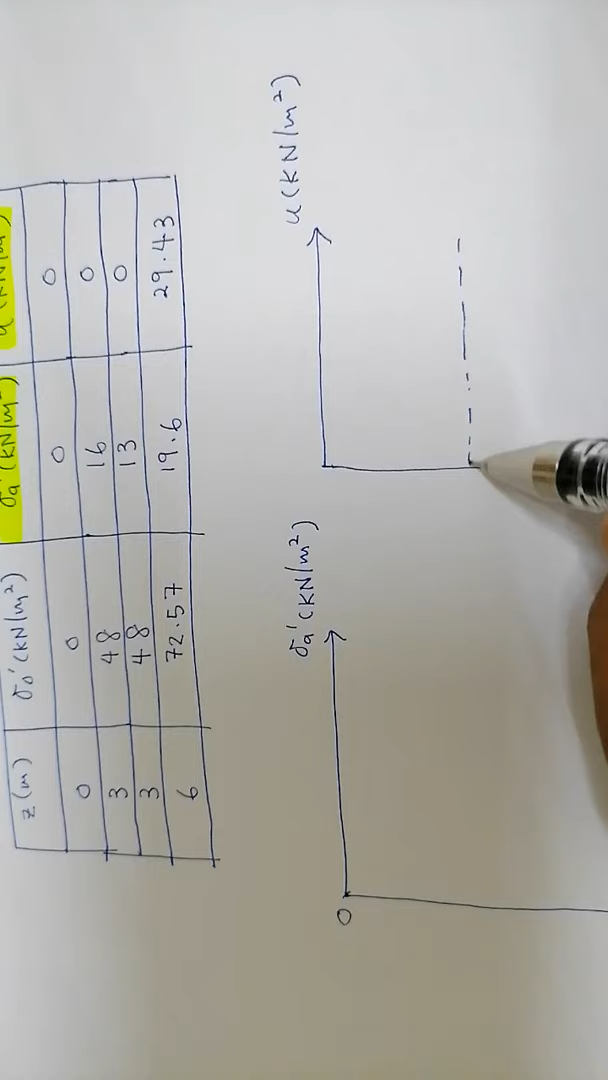 z (m) σo' (KN/m²) σa' (KN/m²) u (KN/m²)
0 0 0 0
3 48 16 0
3 48 13 0
6 72.57 19.6 29.43
σa' (KN/m²)
u (KN/m²)
0